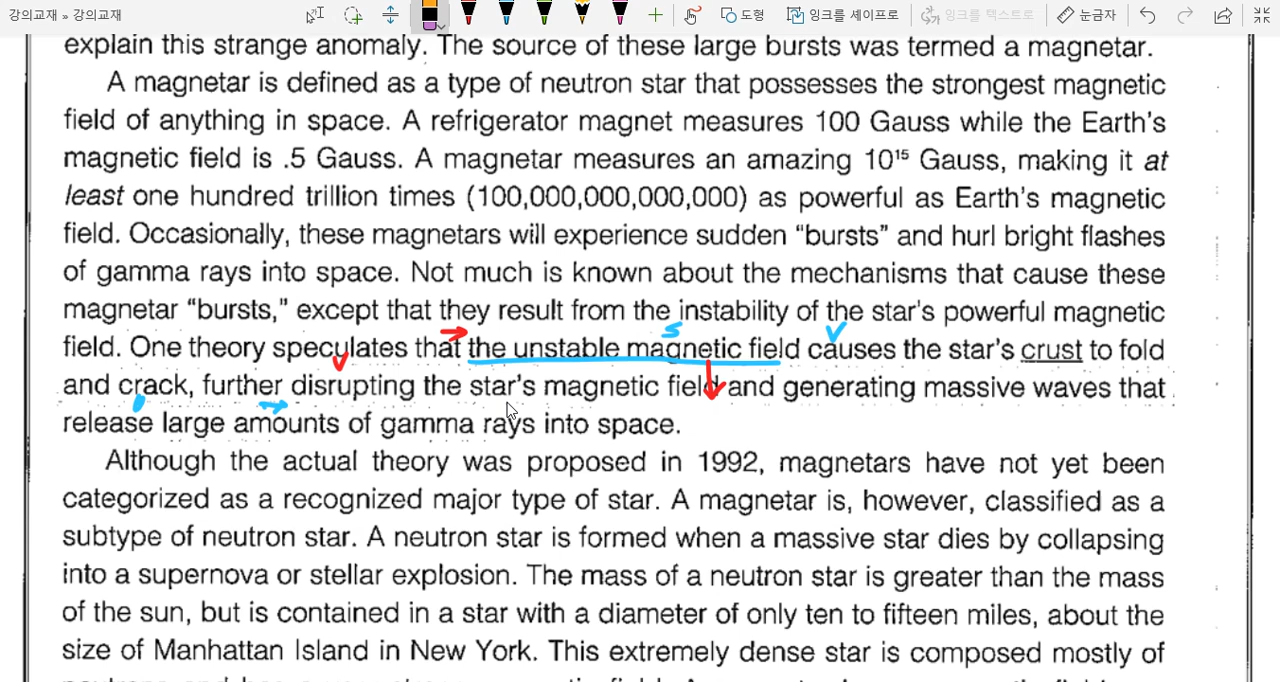 강의교재 » 강의교재
도형
잉크를 셰이프로
잉크를 텍스트로
눈금자
explain this strange anomaly. The source of these large bursts was termed a magnetar.
A magnetar is defined as a type of neutron star that possesses the strongest magnetic
field of anything in space. A refrigerator magnet measures 100 Gauss while the Earth's
magnetic field is .5 Gauss. A magnetar measures an amazing 10¹⁵ Gauss, making it at
least one hundred trillion times (100,000,000,000,000) as powerful as Earth's magnetic
field. Occasionally, these magnetars will experience sudden “bursts” and hurl bright flashes
of gamma rays into space. Not much is known about the mechanisms that cause these
magnetar “bursts,” except that they result from the instability of the star's powerful magnetic
field. One theory speculates that the unstable magnetic field causes the star's crust to fold
and crack, further disrupting the star's magnetic field and generating massive waves that
release large amounts of gamma rays into space.
Although the actual theory was proposed in 1992, magnetars have not yet been
categorized as a recognized major type of star. A magnetar is, however, classified as a
subtype of neutron star. A neutron star is formed when a massive star dies by collapsing
into a supernova or stellar explosion. The mass of a neutron star is greater than the mass
of the sun, but is contained in a star with a diameter of only ten to fifteen miles, about the
size of Manhattan Island in New York. This extremely dense star is composed mostly of